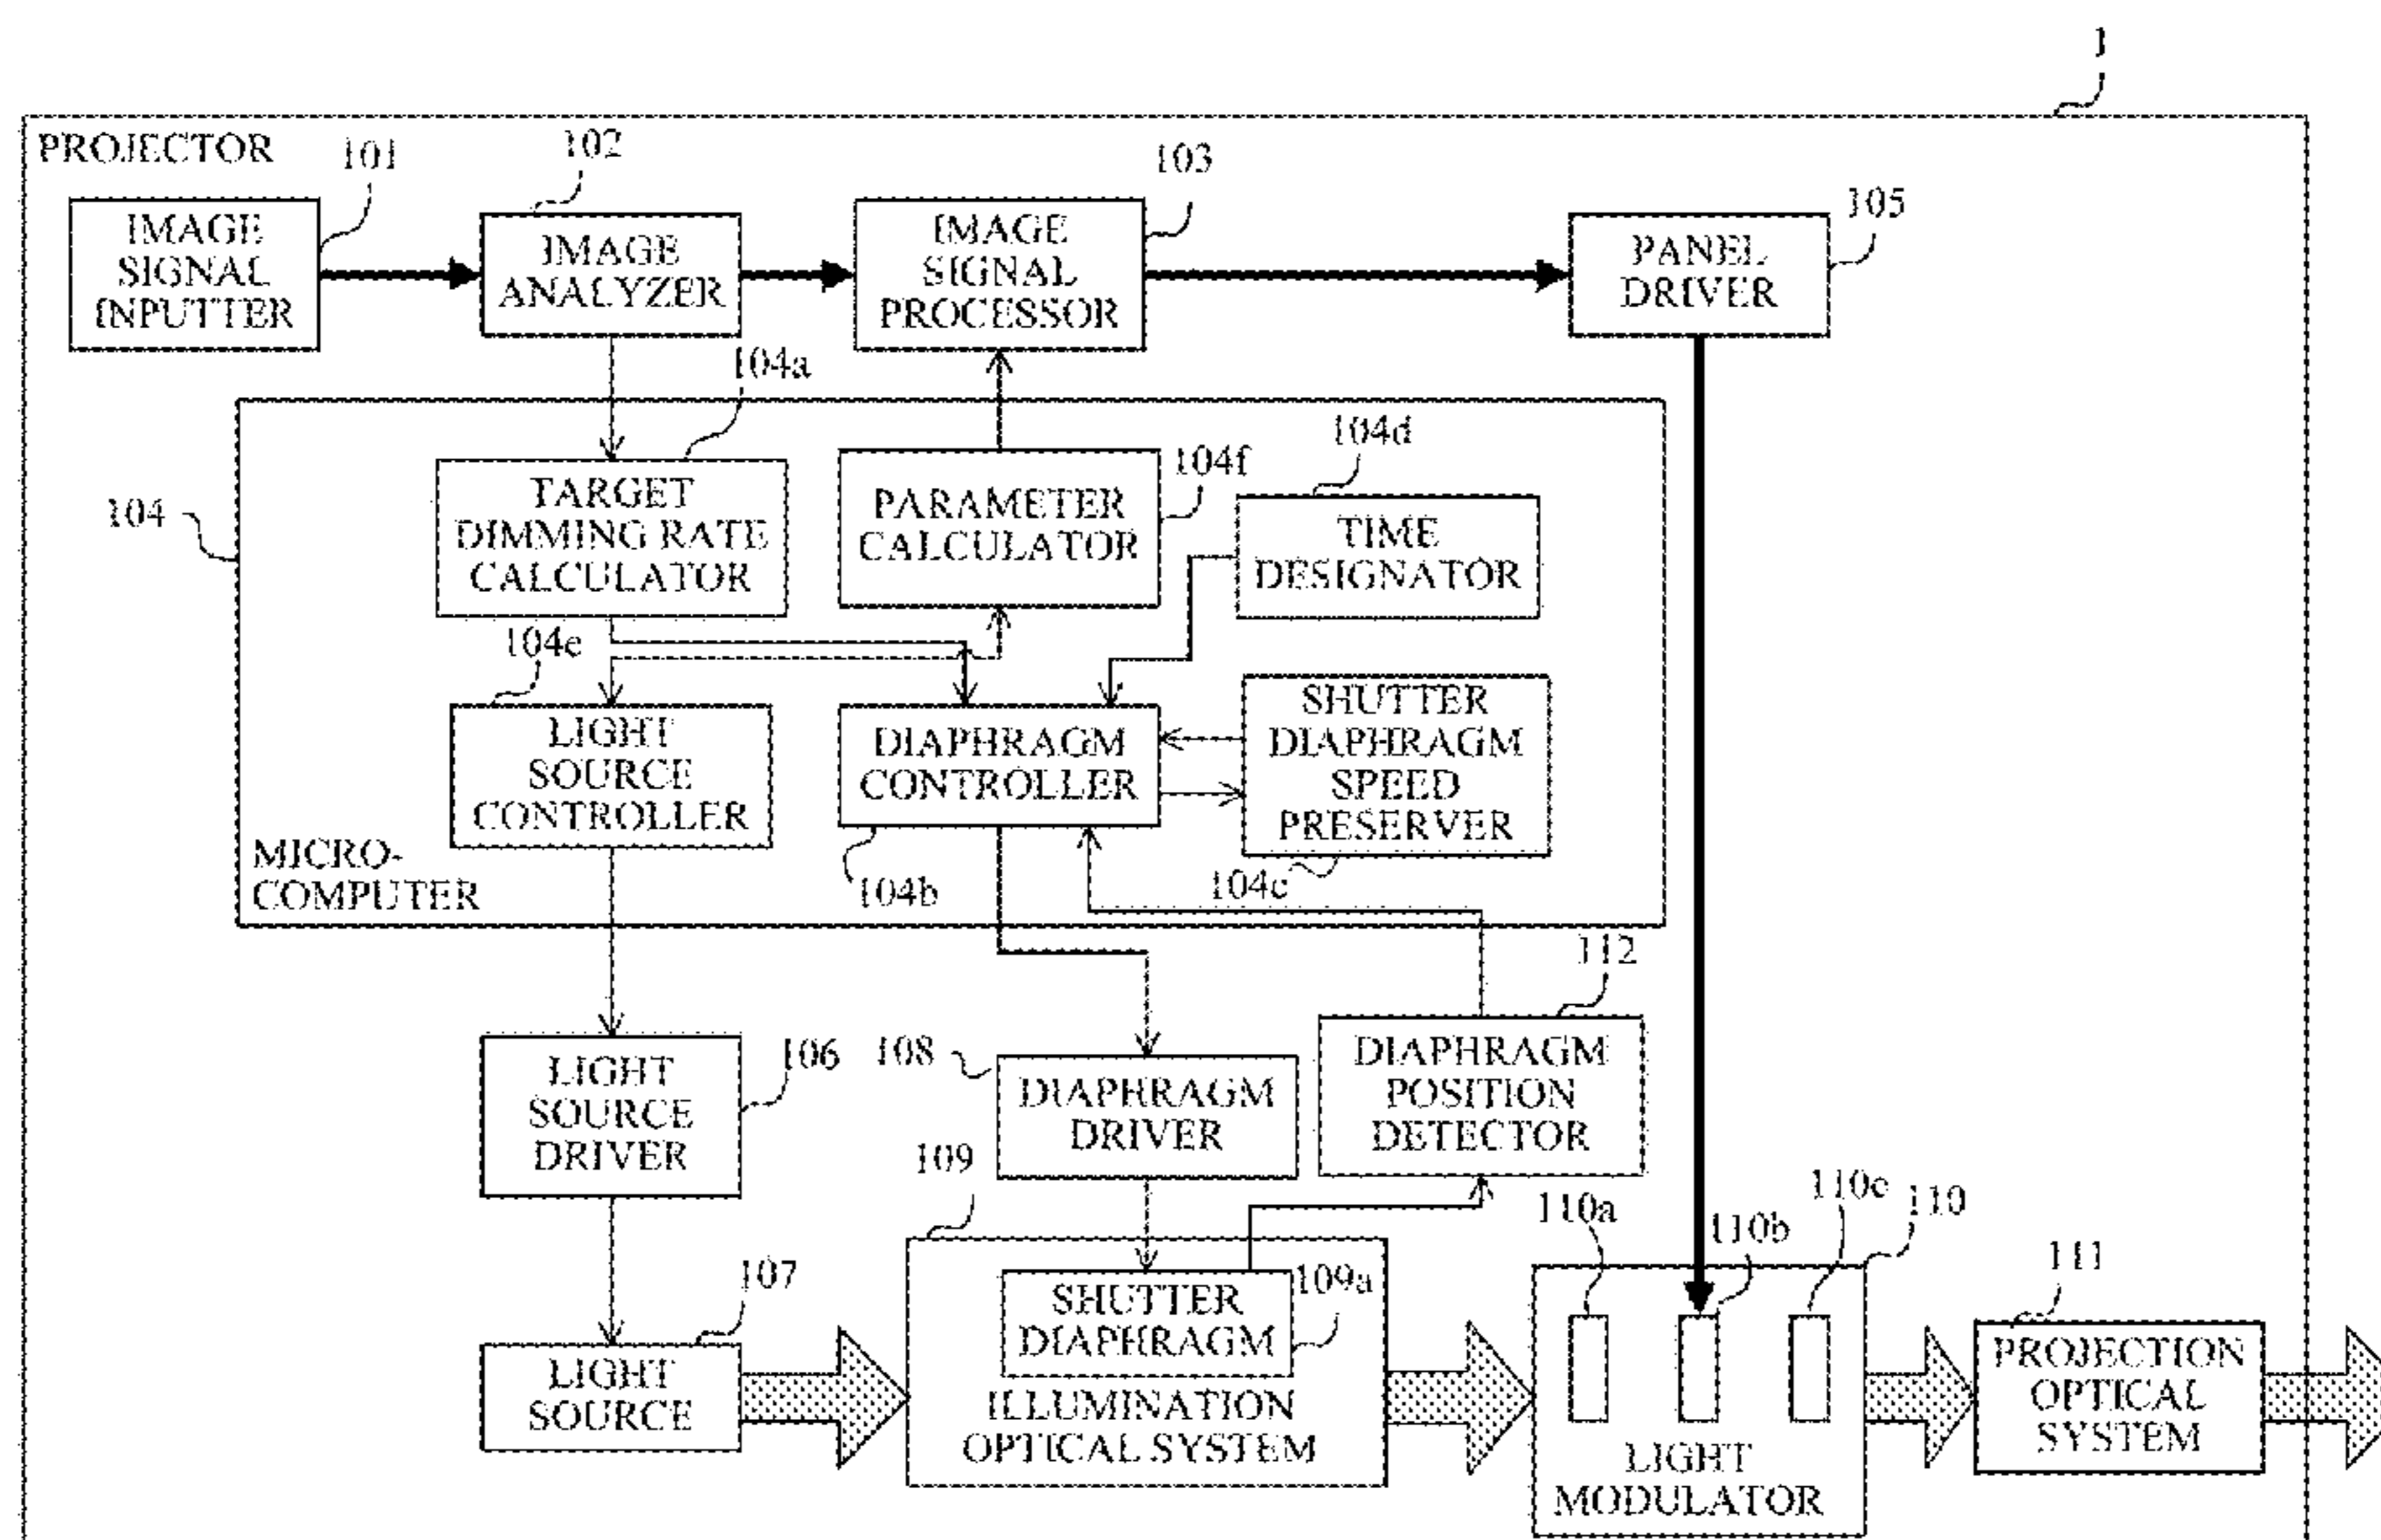 1
PROJECTOR
101
102
103
105
IMAGE
SIGNAL
INPUTTER
IMAGE
ANALYZER
IMAGE
SIGNAL
PROCESSOR
PANEL
DRIVER
104a
104
TARGET
DIMMING RATE
CALCULATOR
PARAMETER
CALCULATOR
104f
104d
TIME
DESIGNATOR
104e
LIGHT
SOURCE
CONTROLLER
DIAPHRAGM
CONTROLLER
SHUTTER
DIAPHRAGM
SPEED
PRESERVER
MICRO-
COMPUTER
104b
104c
112
LIGHT
SOURCE
DRIVER
106
108
DIAPHRAGM
DRIVER
DIAPHRAGM
POSITION
DETECTOR
109
110a
110b
110c
110
107
LIGHT
SOURCE
SHUTTER
DIAPHRAGM
109a
ILLUMINATION
OPTICAL SYSTEM
LIGHT
MODULATOR
111
PROJECTION
OPTICAL
SYSTEM